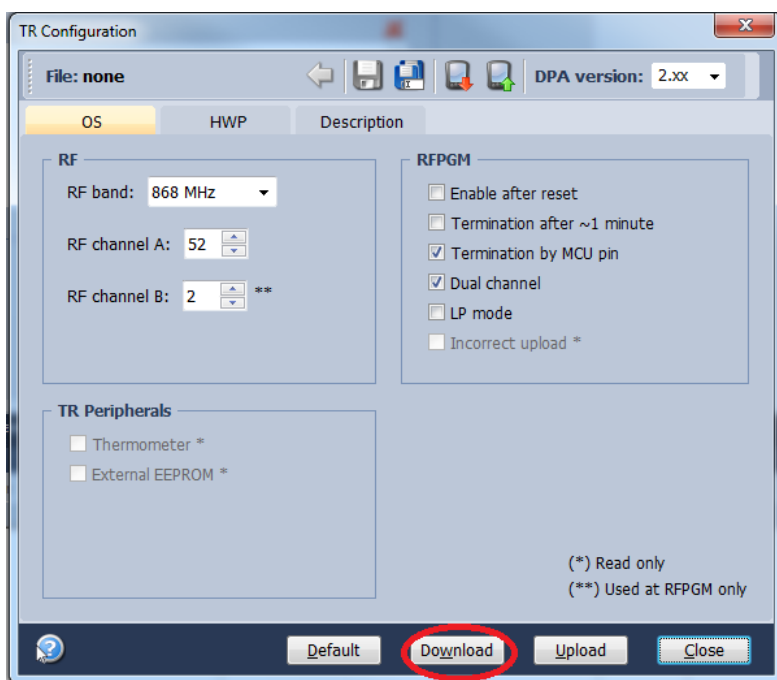 TR Configuration
File: none
DPA version: 2.xx
OS HWP Description
RF
RF band: 868 MHz
RF channel A: 52
RF channel B: 2 **
RFPGM
Enable after reset
Termination after ~1 minute
Termination by MCU pin
Dual channel
LP mode
Incorrect upload *
TR Peripherals
Thermometer *
External EEPROM *
(*) Read only
(**) Used at RFPGM only
Default Download Upload Close